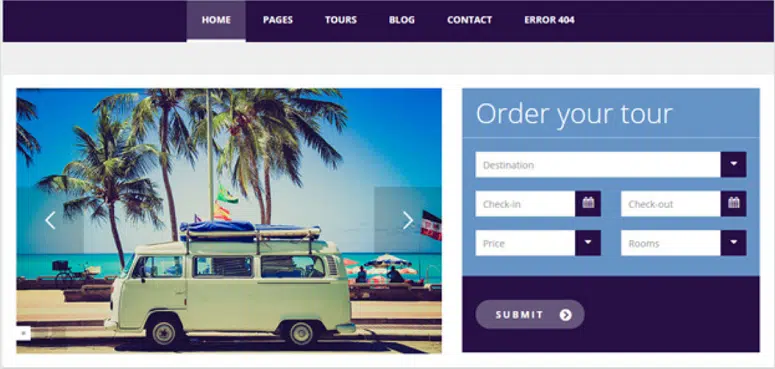 HOME PAGES TOURS BLOG CONTACT ERROR 404
Order your tour
Destination
Check-in Check-out
Price Rooms
SUBMIT